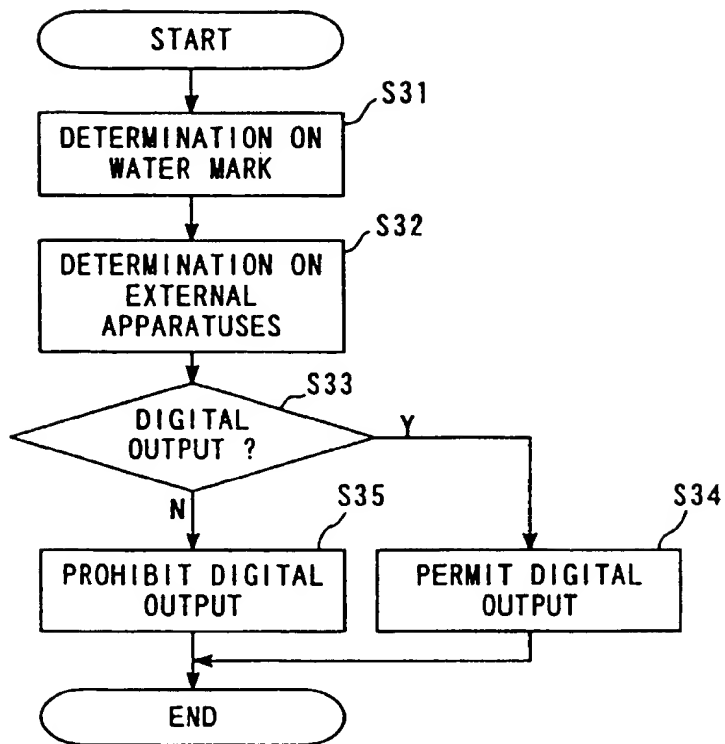 START
S31
DETERMINATION ON
WATER MARK
S32
DETERMINATION ON
EXTERNAL
APPARATUSES
S33
DIGITAL
OUTPUT ?
Y
N
S35
S34
PROHIBIT DIGITAL
OUTPUT
PERMIT DIGITAL
OUTPUT
END